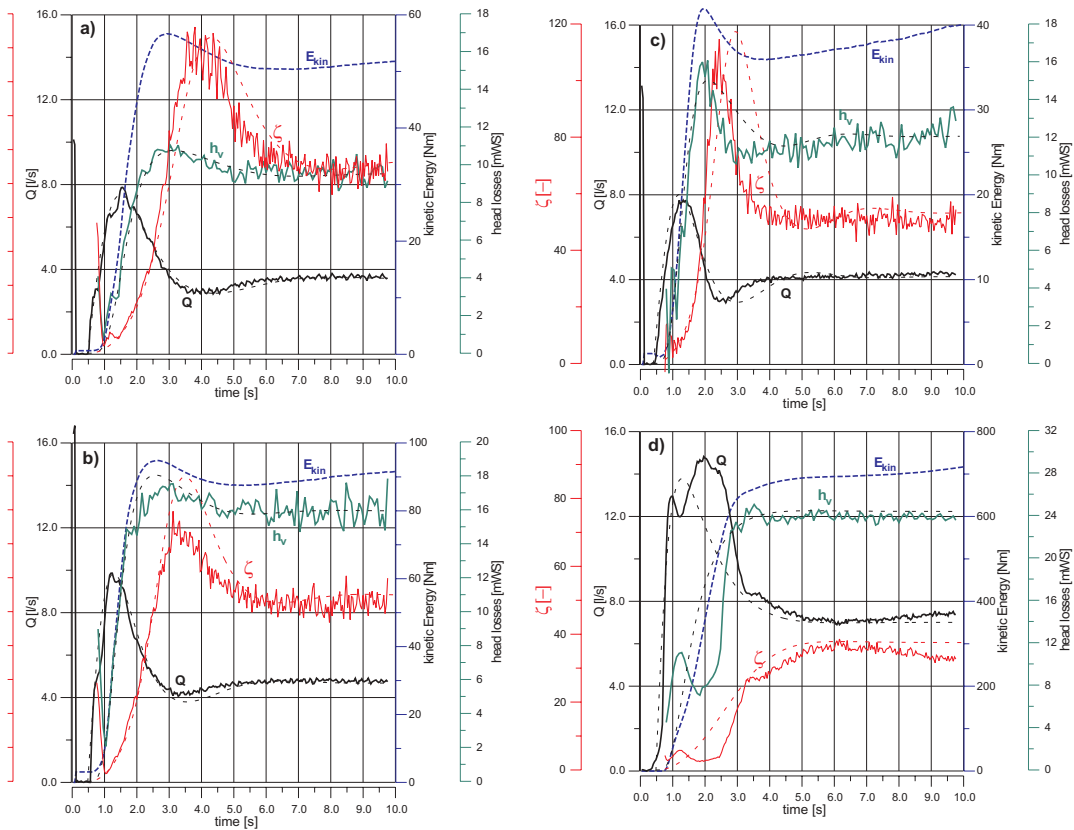 a)
16.0
12.0
8.0
4.0
0.0
Q [l/s]
E_kin
h_v
ζ
Q
60
40
20
0
kinetic Energy [Nm]
18
16
14
12
10
8
6
4
2
0
head losses [mWS]
0.0 1.0 2.0 3.0 4.0 5.0 6.0 7.0 8.0 9.0 10.0
time [s]
c)
120
80
40
0
ζ [--]
16.0
12.0
8.0
4.0
0.0
Q [l/s]
E_kin
h_v
ζ
Q
40
30
20
10
0
kinetic Energy [Nm]
18
16
14
12
10
8
6
4
2
0
head losses [mWS]
0.0 1.0 2.0 3.0 4.0 5.0 6.0 7.0 8.0 9.0 10.0
time [s]
b)
16.0
12.0
8.0
4.0
0.0
Q [l/s]
E_kin
h_v
ζ
Q
100
80
60
40
20
0
kinetic Energy [Nm]
20
18
16
14
12
10
8
6
4
2
0
head losses [mWS]
0.0 1.0 2.0 3.0 4.0 5.0 6.0 7.0 8.0 9.0 10.0
time [s]
d)
100
80
60
40
20
0
ζ [--]
16.0
12.0
8.0
4.0
0.0
Q [l/s]
Q
E_kin
h_v
ζ
800
600
400
200
0
kinetic Energy [Nm]
32
28
24
20
16
12
8
4
0
head losses [mWS]
0.0 1.0 2.0 3.0 4.0 5.0 6.0 7.0 8.0 9.0 10.0
time [s]